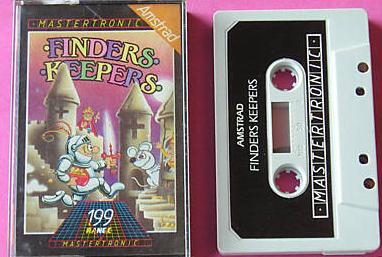 ·MASTERTRONIC·
Amstrad
FINDERS
KEEPERS
199
RANGE
·MASTERTRONIC·
AMSTRAD
FINDERS KEEPERS
·MASTERTRONIC·